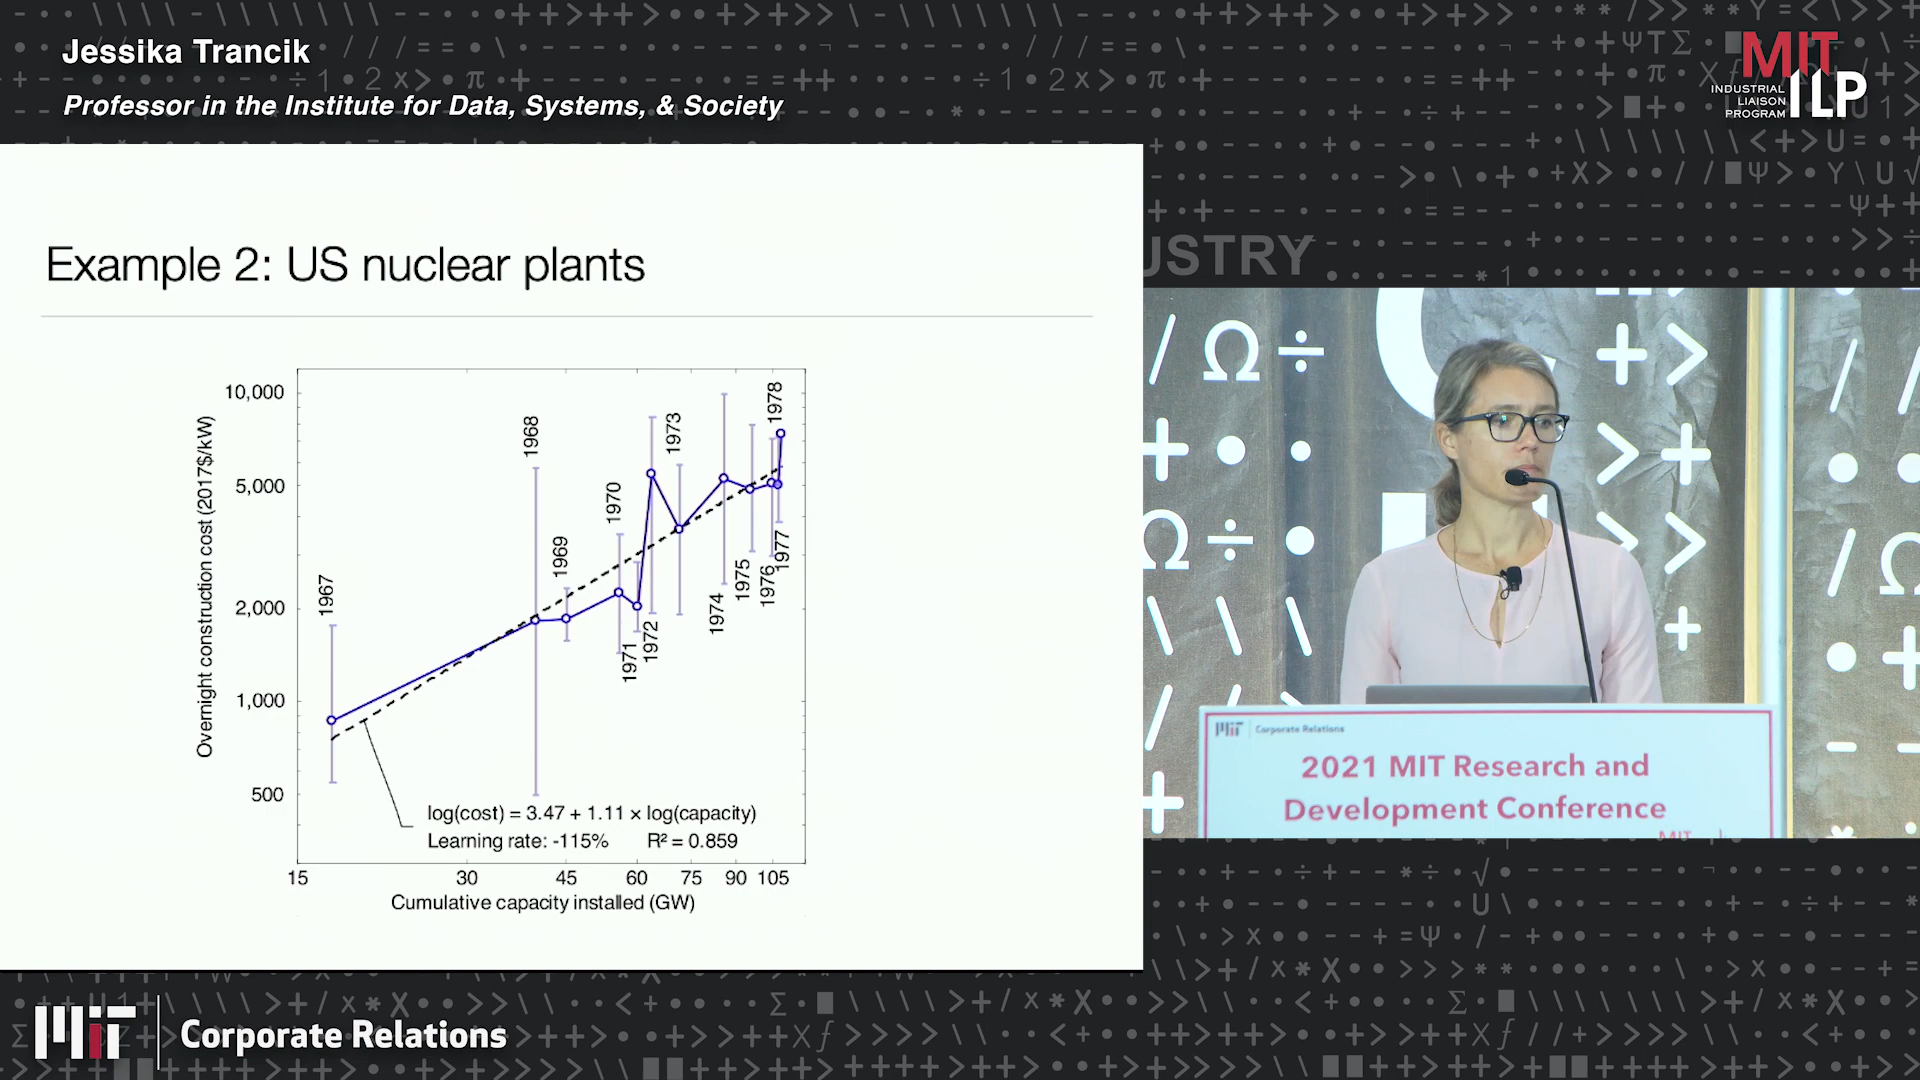 Jessika Trancik
Professor in the Institute for Data, Systems, & Society
MIT
ILP
INDUSTRIAL
LIAISON
PROGRAM
USTRY
Example 2: US nuclear plants
Overnight construction cost (2017$/kW)
10,000
5,000
2,000
1,000
500
1967
1968
1969
1970
1971
1972
1973
1974
1975
1976
1977
1978
log(cost) = 3.47 + 1.11 × log(capacity)
Learning rate: -115% R² = 0.859
15 30 45 60 75 90 105
Cumulative capacity installed (GW)
MIT Corporate Relations
2021 MIT Research and
Development Conference
MIT
MIT Corporate Relations